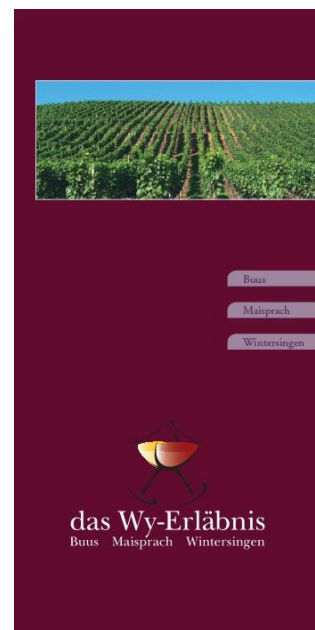 Buus
Maisprach
Wintersingen
das Wy-Erläbnis
Buus Maisprach Wintersingen